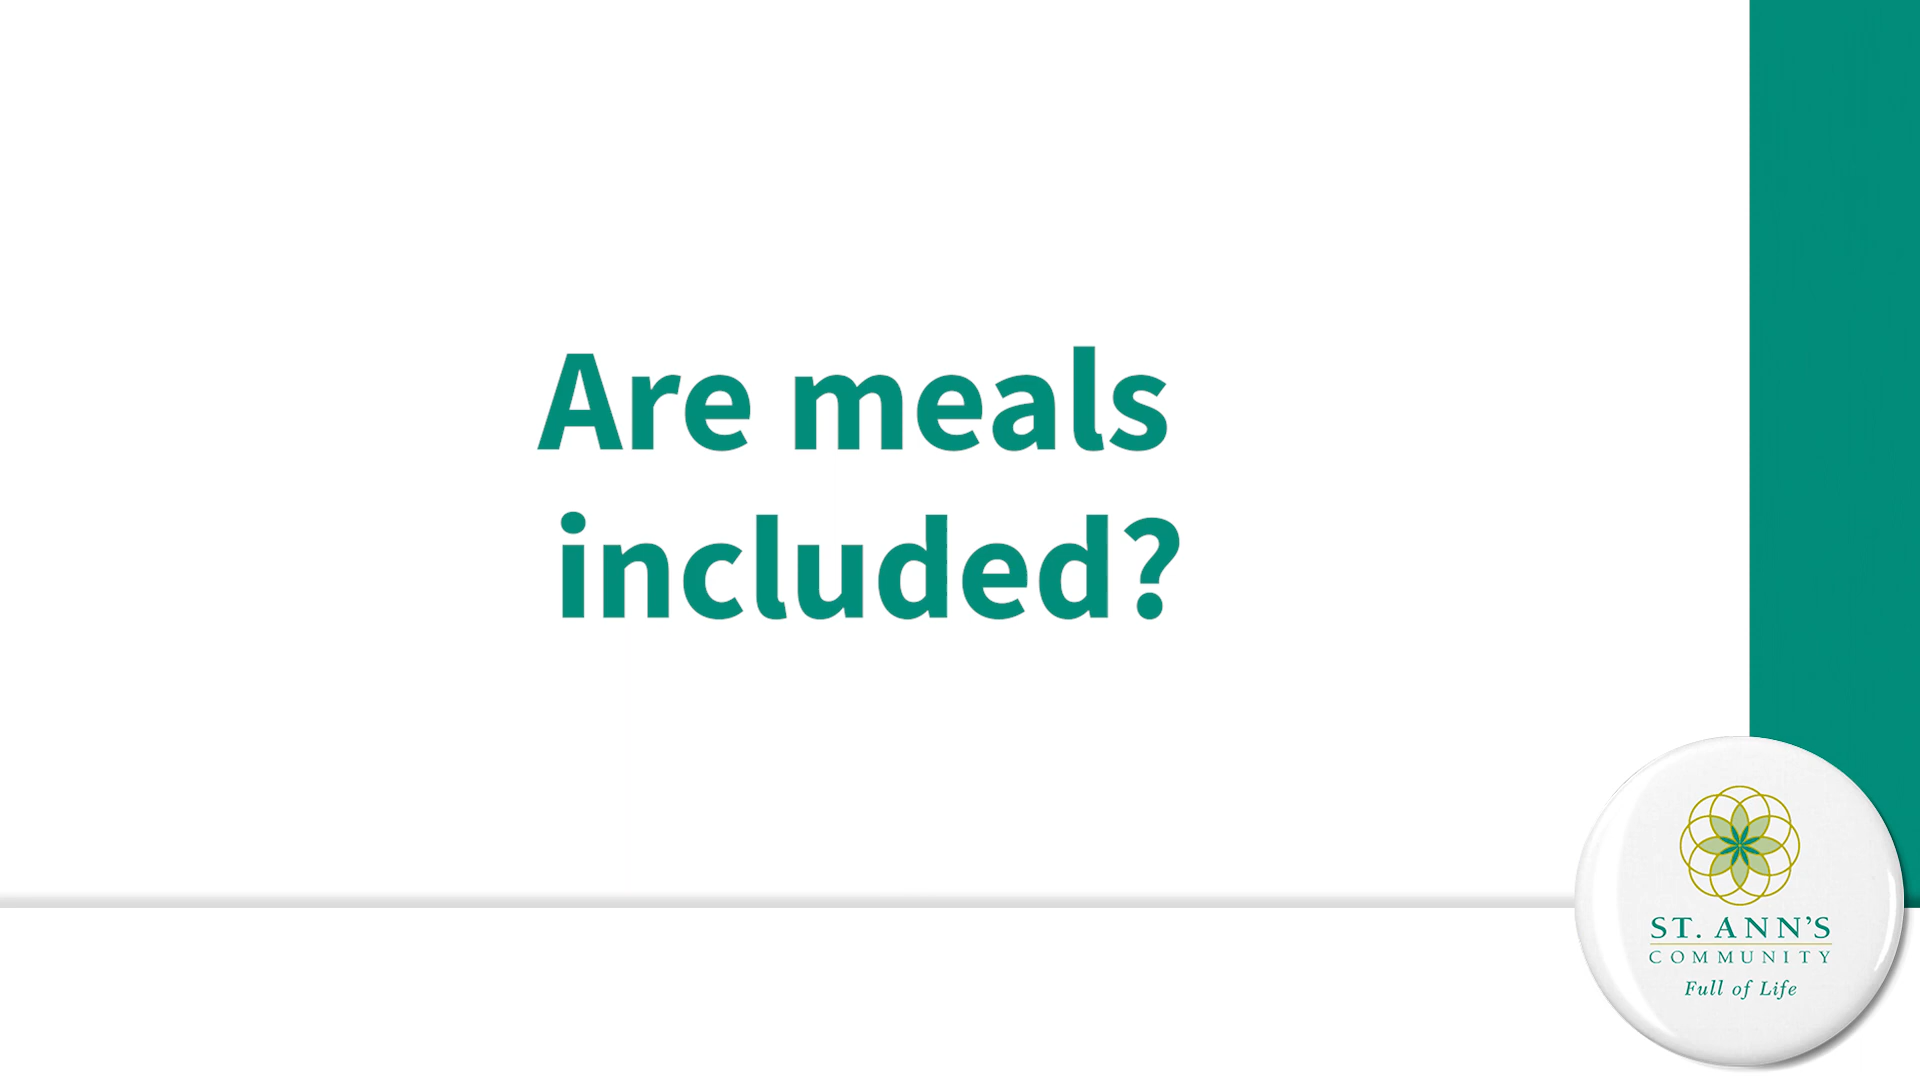 Are meals
included?
ST. ANN'S
COMMUNITY
Full of Life